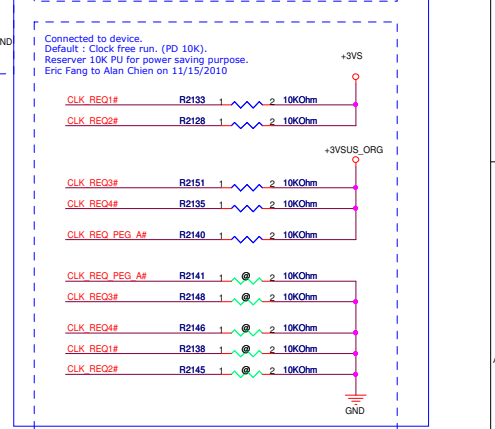 ND
Connected to device.
Default : Clock free run. (PD 10K).
Reserver 10K PU for power saving purpose.
Eric Fang to Alan Chien on 11/15/2010
+3VS
CLK_REQ1# R2133 1 2 10KOhm
CLK_REQ2# R2128 1 2 10KOhm
+3VSUS_ORG
CLK_REQ3# R2151 1 2 10KOhm
CLK_REQ4# R2135 1 2 10KOhm
CLK_REQ_PEG_A# R2140 1 2 10KOhm
CLK_REQ_PEG_A# R2141 1 @ 2 10KOhm
CLK_REQ3# R2148 1 @ 2 10KOhm
CLK_REQ4# R2146 1 @ 2 10KOhm
CLK_REQ1# R2138 1 @ 2 10KOhm
CLK_REQ2# R2145 1 @ 2 10KOhm
GND